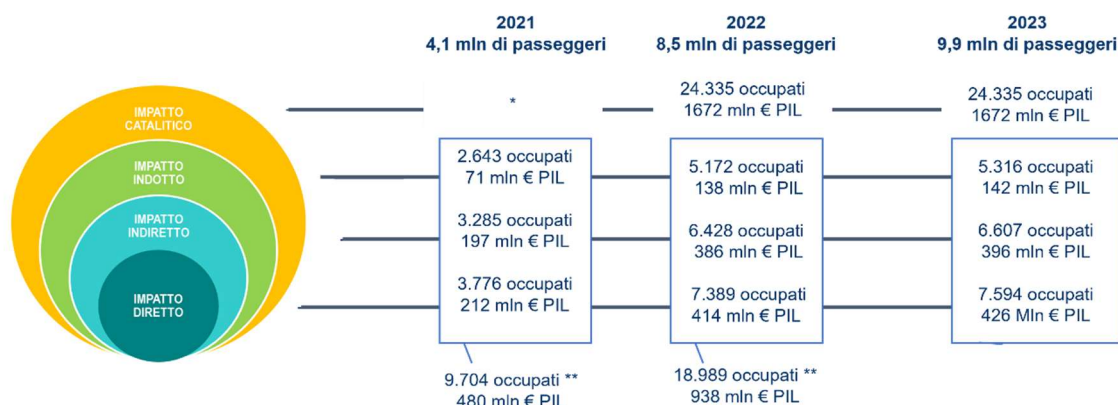 2021
4,1 mln di passeggeri
2022
8,5 mln di passeggeri
2023
9,9 mln di passeggeri
IMPATTO
CATALITICO
*
24.335 occupati
1672 mln € PIL
24.335 occupati
1672 mln € PIL
IMPATTO
INDOTTO
2.643 occupati
71 mln € PIL
5.172 occupati
138 mln € PIL
5.316 occupati
142 mln € PIL
IMPATTO
INDIRETTO
3.285 occupati
197 mln € PIL
6.428 occupati
386 mln € PIL
6.607 occupati
396 mln € PIL
IMPATTO
DIRETTO
3.776 occupati
212 mln € PIL
7.389 occupati
414 mln € PIL
7.594 occupati
426 Mln € PIL
9.704 occupati **
480 mln € PIL
18.989 occupati **
938 mln € PIL